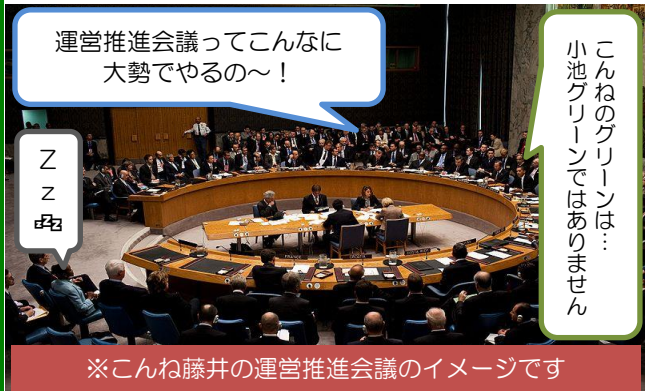 運営推進会議ってこんなに
大勢でやるの～！
こんねのグリーンは…
小池グリーンではありません
Z
z
zz
※こんね藤井の運営推進会議のイメージです